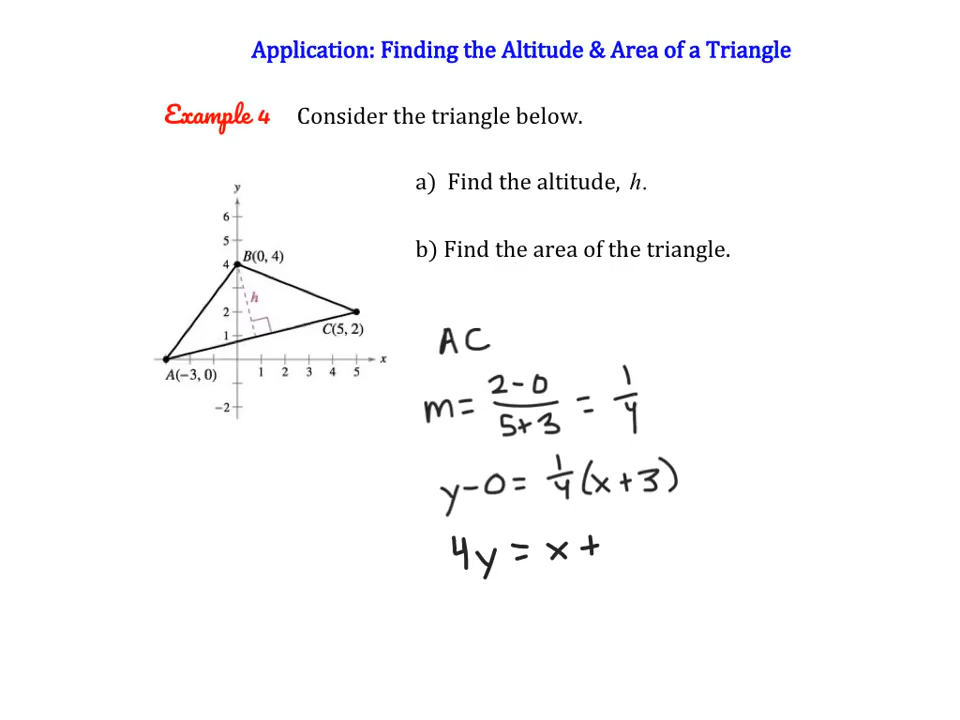 Application: Finding the Altitude & Area of a Triangle
Example 4 Consider the triangle below.
a) Find the altitude, h.
b) Find the area of the triangle.
y
6
5
4
B(0, 4)
h
2
1
C(5, 2)
x
A(−3, 0)
1 2 3 4 5
−2
AC
m = 2-0 / 5+3 = 1/4
y-0 = 1/4 (x+3)
4y = x +